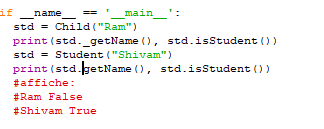 if __name__ == '__main__':
std = Child("Ram")
print(std._getName(), std.isStudent())
std = Student("Shivam")
print(std.getName(), std.isStudent())
#affiche:
#Ram False
#Shivam True